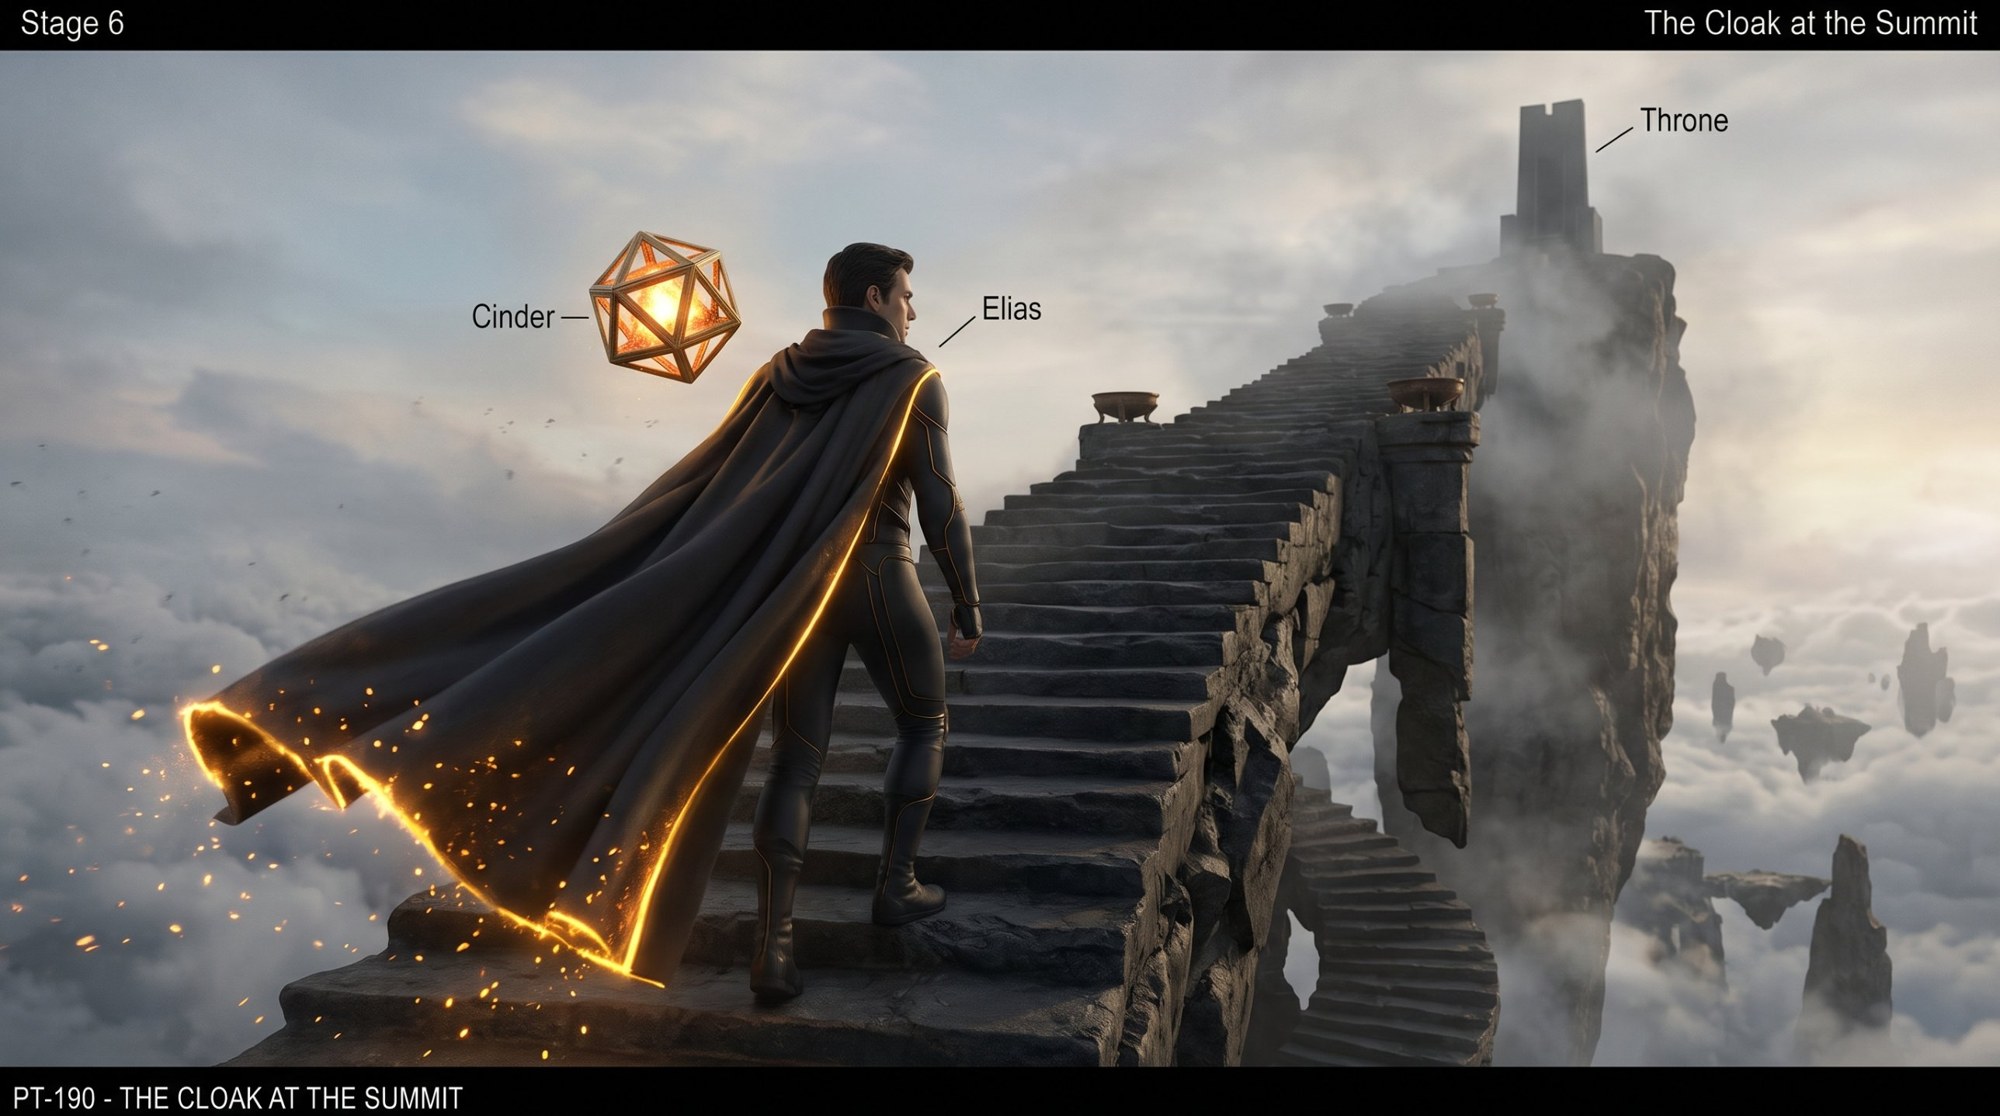 Stage 6
The Cloak at the Summit
Throne
Cinder
Elias
PT-190 - THE CLOAK AT THE SUMMIT